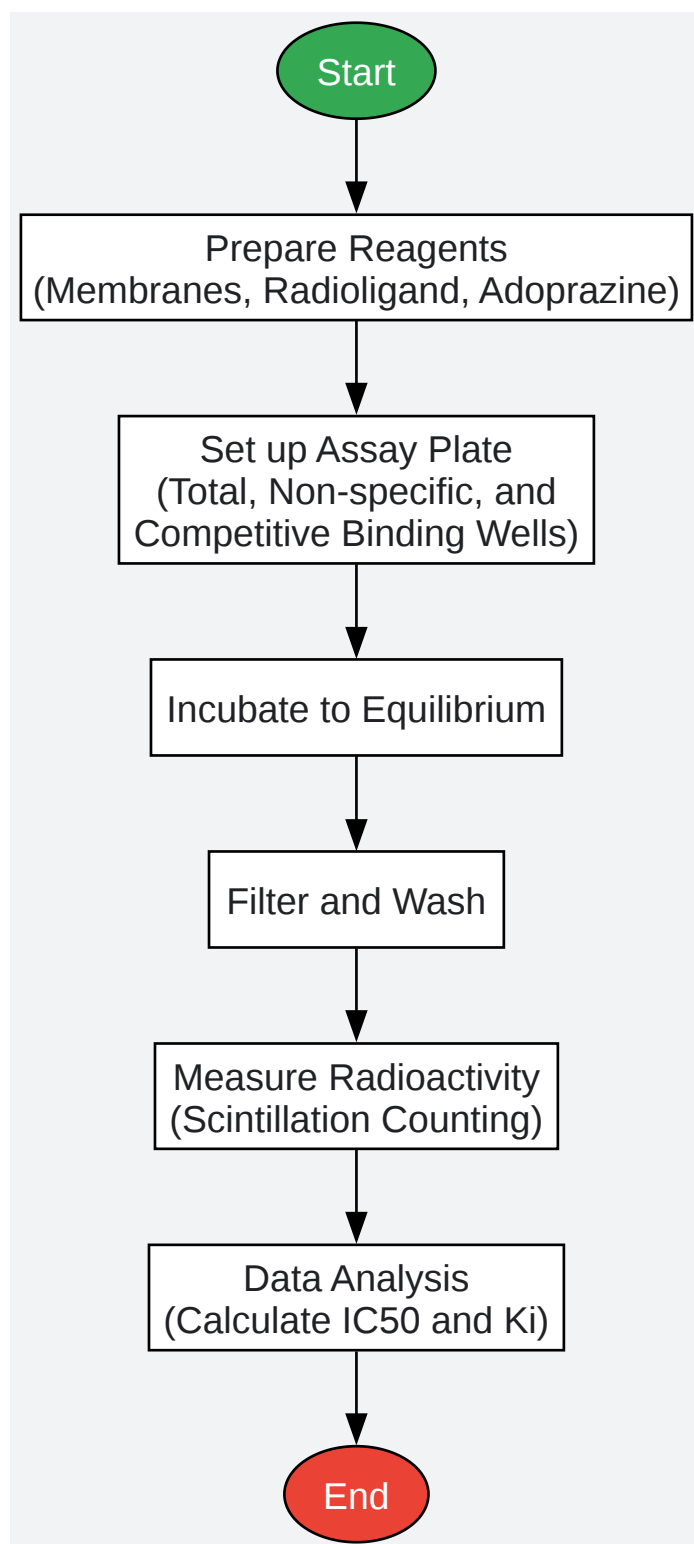 Start
Prepare Reagents
(Membranes, Radioligand, Adoprazine)
Set up Assay Plate
(Total, Non-specific, and
Competitive Binding Wells)
Incubate to Equilibrium
Filter and Wash
Measure Radioactivity
(Scintillation Counting)
Data Analysis
(Calculate IC50 and Ki)
End